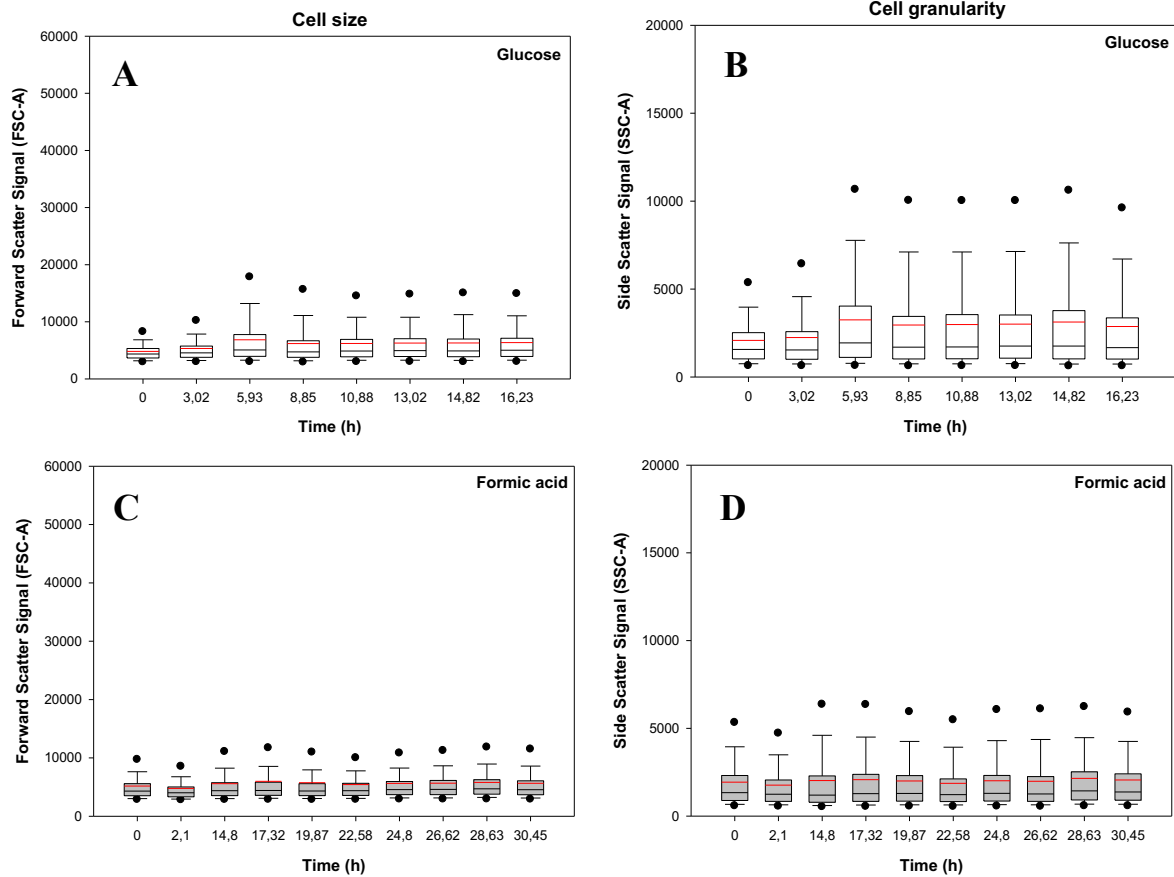 Cell size
60000
50000
40000
30000
20000
10000
0
Forward Scatter Signal (FSC-A)
A
Glucose
0 3,02 5,93 8,85 10,88 13,02 14,82 16,23
Time (h)
Cell granularity
20000
15000
10000
5000
0
Side Scatter Signal (SSC-A)
B
Glucose
0 3,02 5,93 8,85 10,88 13,02 14,82 16,23
Time (h)
60000
50000
40000
30000
20000
10000
0
Forward Scatter Signal (FSC-A)
C
Formic acid
0 2,1 14,8 17,32 19,87 22,58 24,8 26,62 28,63 30,45
Time (h)
20000
15000
10000
5000
0
Side Scatter Signal (SSC-A)
D
Formic acid
0 2,1 14,8 17,32 19,87 22,58 24,8 26,62 28,63 30,45
Time (h)